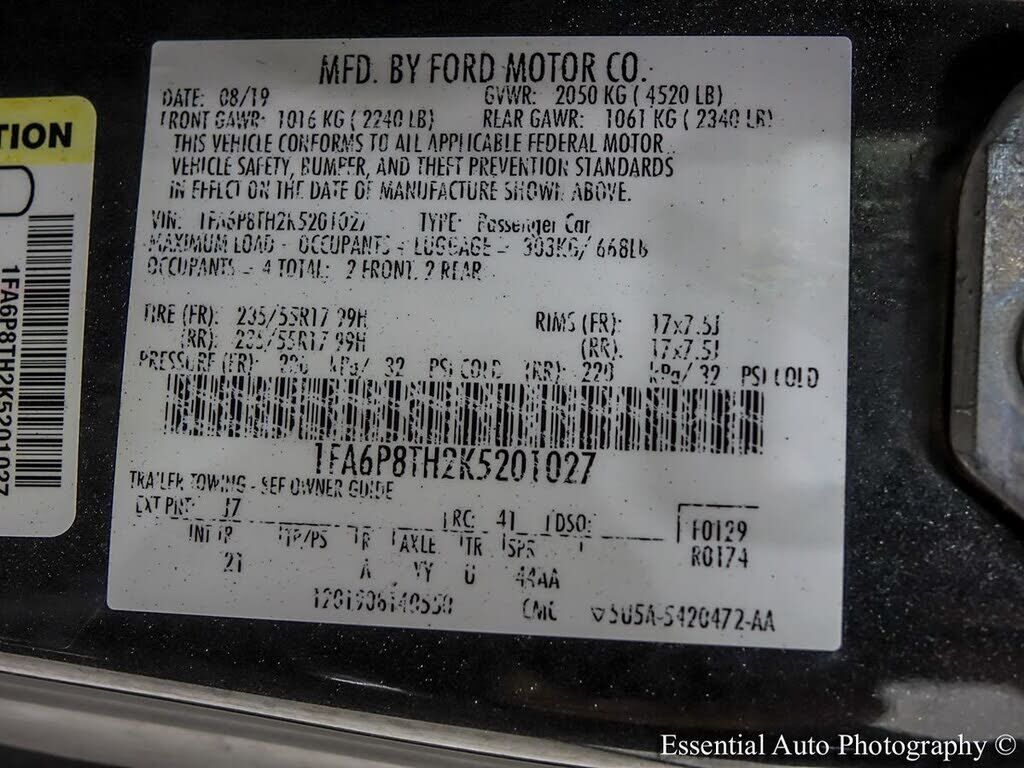 MFD. BY FORD MOTOR CO.
DATE: 08/19 GVWR: 2050 KG ( 4520 LB)
FRONT GAWR: 1016 KG ( 2240 LB) REAR GAWR: 1061 KG ( 2340 LB)
THIS VEHICLE CONFORMS TO ALL APPLICABLE FEDERAL MOTOR
VEHICLE SAFETY, BUMPER, AND THEFT PREVENTION STANDARDS
IN EFFECT ON THE DATE OF MANUFACTURE SHOWN ABOVE.
VIN: 1FA6P8TH2K5201027 TYPE: Passenger Car
MAXIMUM LOAD - OCCUPANTS + LUGGAGE - 303KG/ 668LB
OCCUPANTS - 4 TOTAL: 2 FRONT, 2 REAR
TIRE (FR): 235/55R17 99H RIMS (FR): 17x7.5J
(RR): 235/55R17 99H (RR): 17x7.5J
PRESSURE (FR): 220 kPa/ 32 PSI COLD (RR): 220 kPa/ 32 PSI COLD
1FA6P8TH2K5201027
TRAILER TOWING - SEE OWNER GUIDE
EXT PNT: J7 RC: 41 DSO: F0129
INT TR TP/PS R AXLE TR SPR R0174
21 A YY U 44AA
CMC 5U5A-5420472-AA
TION
1FA6P8TH2K5201027
Essential Auto Photography ©